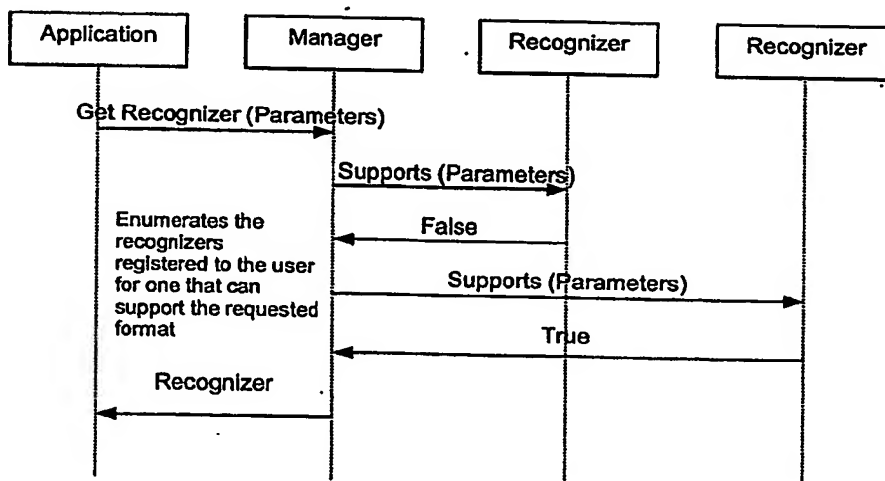 Application
Manager
Recognizer
Recognizer
Get Recognizer (Parameters)
Supports (Parameters)
False
Enumerates the
recognizers
registered to the user
for one that can
support the requested
format
Supports (Parameters)
True
Recognizer